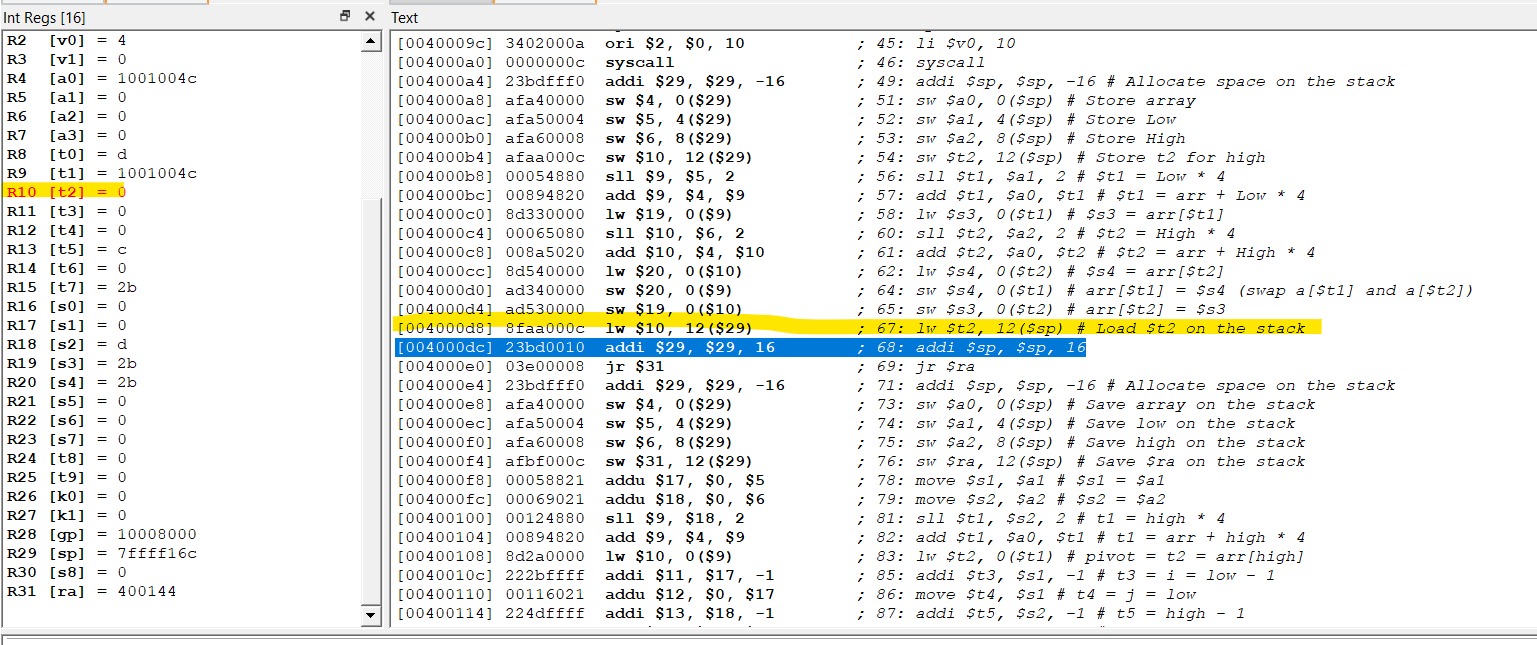 Int Regs [16]
R2 [v0] = 4
R3 [v1] = 0
R4 [a0] = 1001004c
R5 [a1] = 0
R6 [a2] = 0
R7 [a3] = 0
R8 [t0] = d
R9 [t1] = 1001004c
R10 [t2] = 0
R11 [t3] = 0
R12 [t4] = 0
R13 [t5] = c
R14 [t6] = 0
R15 [t7] = 2b
R16 [s0] = 0
R17 [s1] = 0
R18 [s2] = d
R19 [s3] = 2b
R20 [s4] = 2b
R21 [s5] = 0
R22 [s6] = 0
R23 [s7] = 0
R24 [t8] = 0
R25 [t9] = 0
R26 [k0] = 0
R27 [k1] = 0
R28 [gp] = 10008000
R29 [sp] = 7ffff16c
R30 [s8] = 0
R31 [ra] = 400144
Text
[0040009c] 3402000a ori $2, $0, 10 ; 45: li $v0, 10
[004000a0] 0000000c syscall ; 46: syscall
[004000a4] 23bdfff0 addi $29, $29, -16 ; 49: addi $sp, $sp, -16 # Allocate space on the stack
[004000a8] afa40000 sw $4, 0($29) ; 51: sw $a0, 0($sp) # Store array
[004000ac] afa50004 sw $5, 4($29) ; 52: sw $a1, 4($sp) # Store Low
[004000b0] afa60008 sw $6, 8($29) ; 53: sw $a2, 8($sp) # Store High
[004000b4] afaa000c sw $10, 12($29) ; 54: sw $t2, 12($sp) # Store t2 for high
[004000b8] 00054880 sll $9, $5, 2 ; 56: sll $t1, $a1, 2 # $t1 = Low * 4
[004000bc] 00894820 add $9, $4, $9 ; 57: add $t1, $a0, $t1 # $t1 = arr + Low * 4
[004000c0] 8d330000 lw $19, 0($9) ; 58: lw $s3, 0($t1) # $s3 = arr[$t1]
[004000c4] 00065080 sll $10, $6, 2 ; 60: sll $t2, $a2, 2 # $t2 = High * 4
[004000c8] 008a5020 add $10, $4, $10 ; 61: add $t2, $a0, $t2 # $t2 = arr + High * 4
[004000cc] 8d540000 lw $20, 0($10) ; 62: lw $s4, 0($t2) # $s4 = arr[$t2]
[004000d0] ad340000 sw $20, 0($9) ; 64: sw $s4, 0($t1) # arr[$t1] = $s4 (swap a[$t1] and a[$t2])
[004000d4] ad530000 sw $19, 0($10) ; 65: sw $s3, 0($t2) # arr[$t2] = $s3
[004000d8] 8faa000c lw $10, 12($29) ; 67: lw $t2, 12($sp) # Load $t2 on the stack
[004000dc] 23bd0010 addi $29, $29, 16 ; 68: addi $sp, $sp, 16
[004000e0] 03e00008 jr $31 ; 69: jr $ra
[004000e4] 23bdfff0 addi $29, $29, -16 ; 71: addi $sp, $sp, -16 # Allocate space on the stack
[004000e8] afa40000 sw $4, 0($29) ; 73: sw $a0, 0($sp) # Save array on the stack
[004000ec] afa50004 sw $5, 4($29) ; 74: sw $a1, 4($sp) # Save low on the stack
[004000f0] afa60008 sw $6, 8($29) ; 75: sw $a2, 8($sp) # Save high on the stack
[004000f4] afbf000c sw $31, 12($29) ; 76: sw $ra, 12($sp) # Save $ra on the stack
[004000f8] 00058821 addu $17, $0, $5 ; 78: move $s1, $a1 # $s1 = $a1
[004000fc] 00069021 addu $18, $0, $6 ; 79: move $s2, $a2 # $s2 = $a2
[00400100] 00124880 sll $9, $18, 2 ; 81: sll $t1, $s2, 2 # t1 = high * 4
[00400104] 00894820 add $9, $4, $9 ; 82: add $t1, $a0, $t1 # t1 = arr + high * 4
[00400108] 8d2a0000 lw $10, 0($9) ; 83: lw $t2, 0($t1) # pivot = t2 = arr[high]
[0040010c] 222bffff addi $11, $17, -1 ; 85: addi $t3, $s1, -1 # t3 = i = low - 1
[00400110] 00116021 addu $12, $0, $17 ; 86: move $t4, $s1 # t4 = j = low
[00400114] 224dffff addi $13, $18, -1 ; 87: addi $t5, $s2, -1 # t5 = high - 1